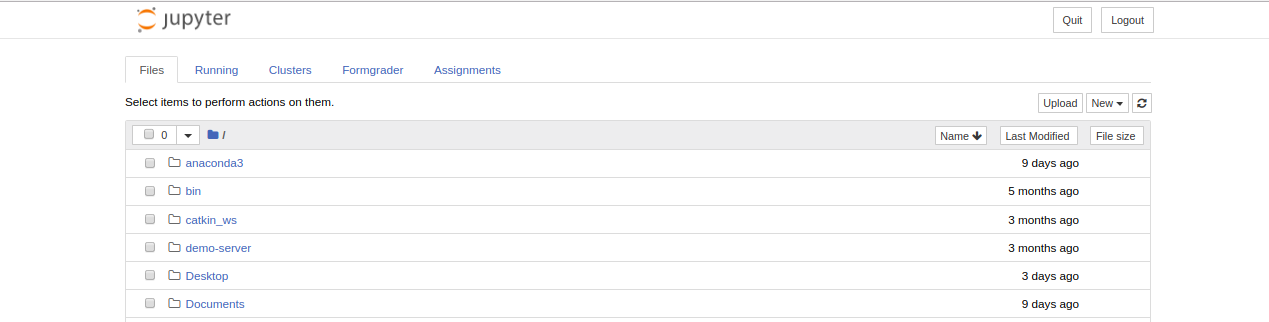 jupyter Quit Logout
Files Running Clusters Formgrader Assignments
Select items to perform actions on them. Upload New
0 / Name Last Modified File size
anaconda3 9 days ago
bin 5 months ago
catkin_ws 3 months ago
demo-server 3 months ago
Desktop 3 days ago
Documents 9 days ago